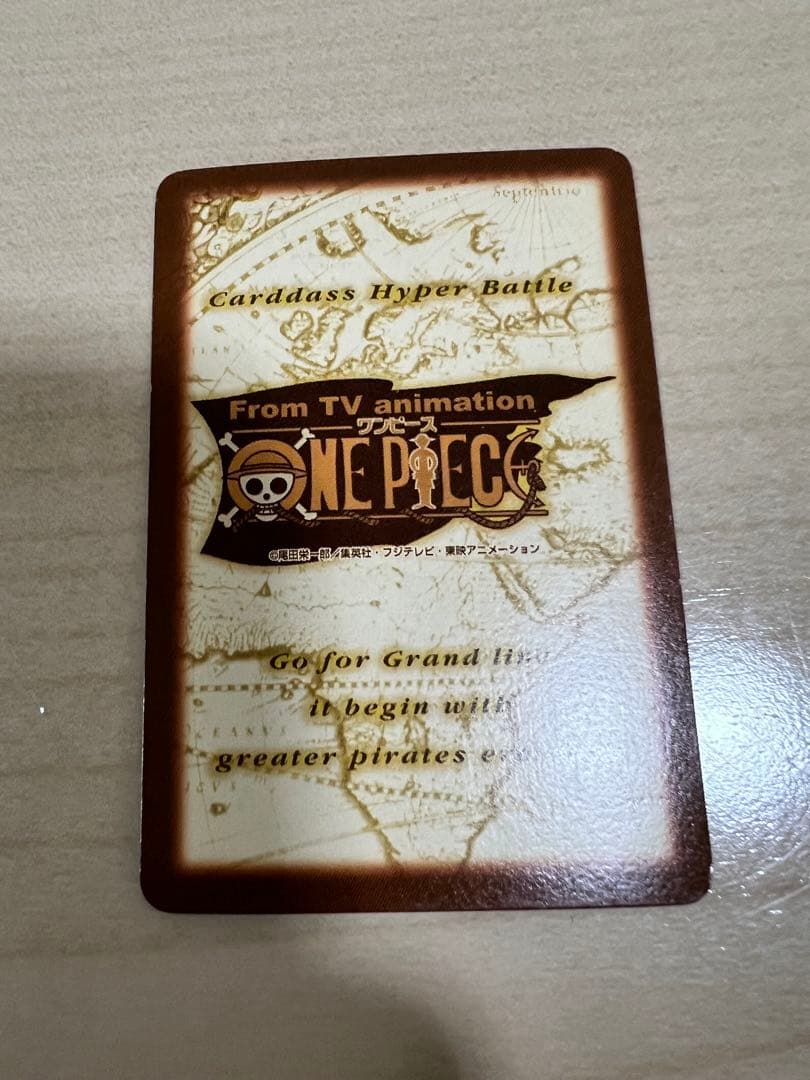 Septentrio
Carddass Hyper Battle
From TV animation
ワンピース
ONE PIECE
©尾田栄一郎／集英社・フジテレビ・東映アニメーション
Go for Grand line
it begin with
greater pirates